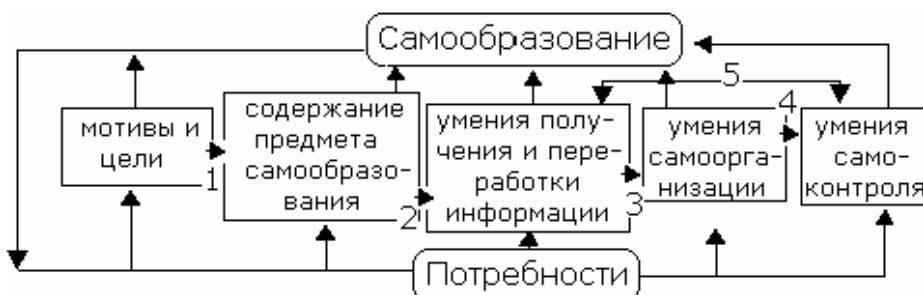 Самообразование
5
мотивы и
цели
1
содержание
предмета
самообразо-
вания
2
умения полу-
чения и пере-
работки
информации
3
умения
самоорга-
низации
4
умения
само-
контроля
Потребности